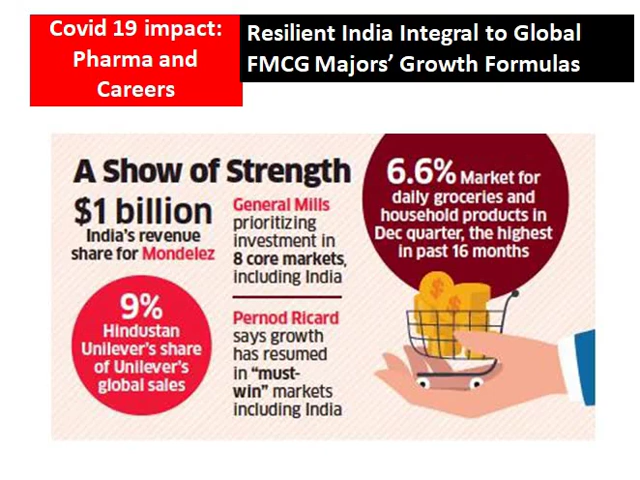 Covid 19 impact:
Pharma and
Careers
Resilient India Integral to Global
FMCG Majors’ Growth Formulas
A Show of Strength
$1 billion
India's revenue
share for Mondelez
9%
Hindustan
Unilever's share
of Unilever's
global sales
General Mills
prioritizing
investment in
8 core markets,
including India
Pernod Ricard
says growth
has resumed
in “must-
win” markets
including India
6.6% Market for
daily groceries and
household products in
Dec quarter, the highest
in past 16 months